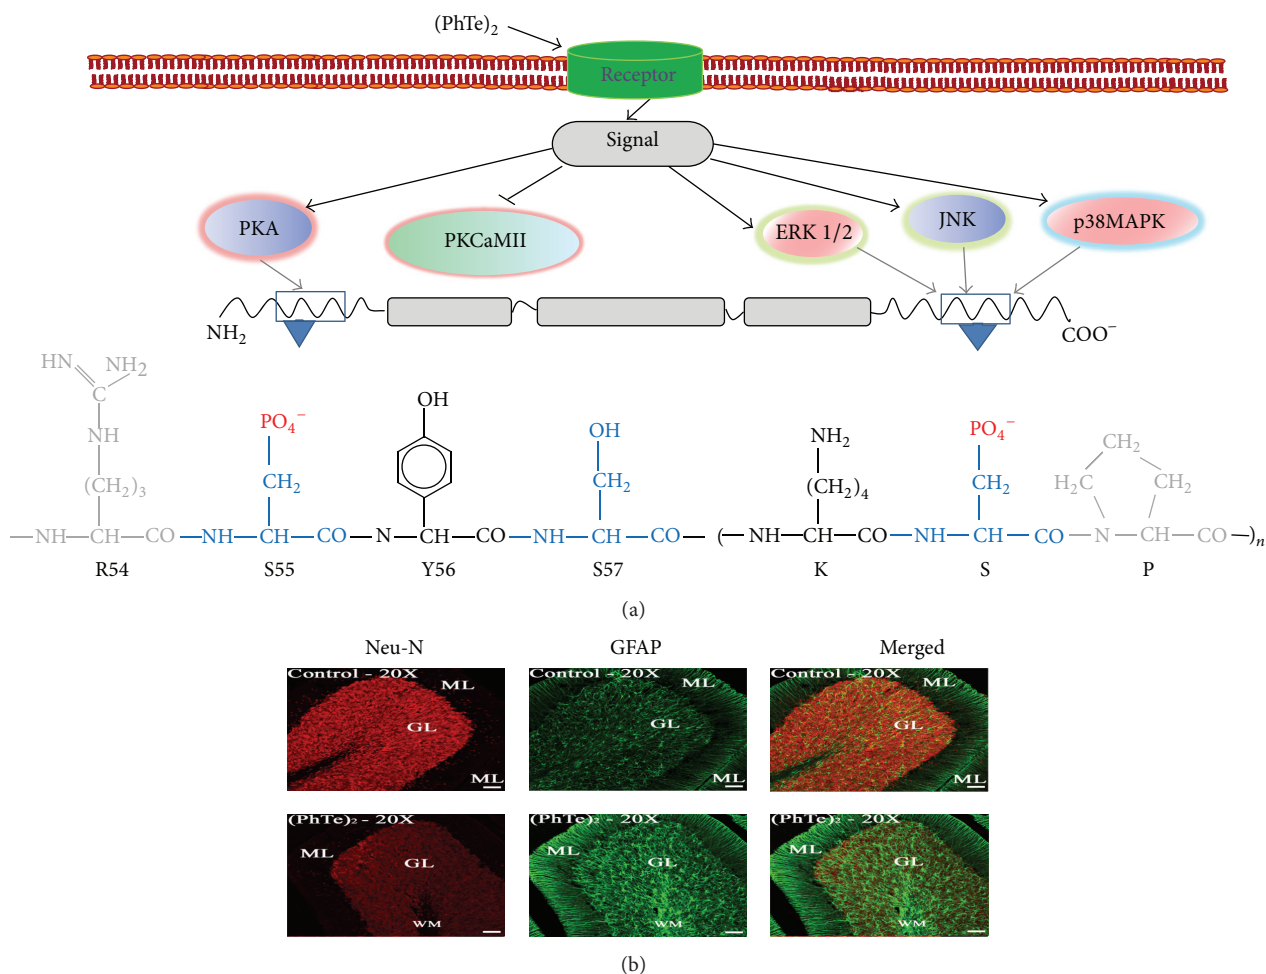 (PhTe)₂
Receptor
Signal
PKA
PKCaMII
ERK 1/2
JNK
p38MAPK
NH₂
COO⁻
HN
NH₂
C
NH
(CH₂)₃
NH
CH
CO
R54
PO₄⁻
CH₂
NH
CH
CO
S55
OH
N
CH
CO
Y56
OH
CH₂
NH
CH
CO
S57
NH₂
(CH₂)₄
( NH
CH
CO
K
PO₄⁻
CH₂
NH
CH
CO
S
CH₂
H₂C
CH₂
N
CH
CO
)ₙ
P
(a)
Neu-N
GFAP
Merged
Control - 20X
ML
GL
ML
Control - 20X
ML
GL
ML
Control - 20X
ML
GL
ML
(PhTe)₂ - 20X
ML
GL
WM
(PhTe)₂ - 20X
ML
GL
WM
(PhTe)₂ - 20X
ML
GL
WM
(b)